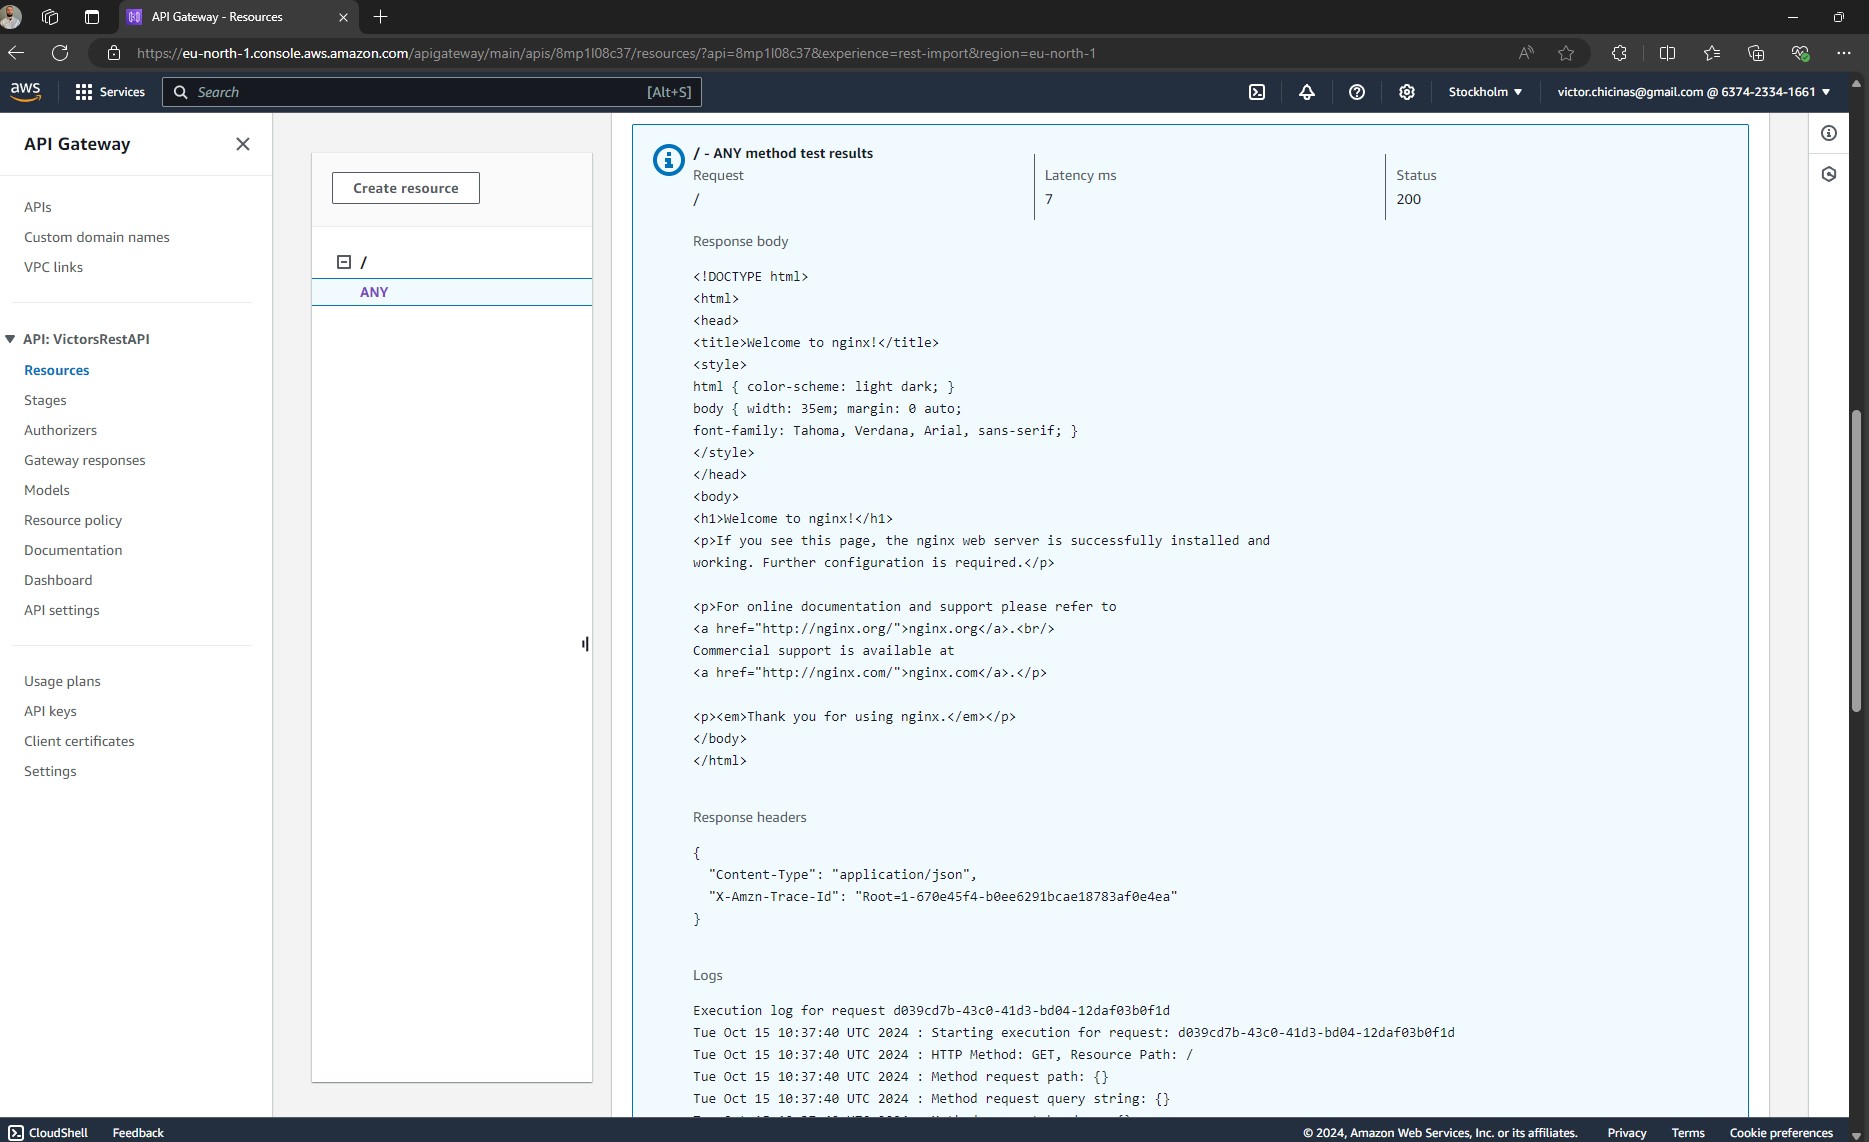 API Gateway - Resources
https://eu-north-1.console.aws.amazon.com/apigateway/main/apis/8mp1l08c37/resources/?api=8mp1l08c37&experience=rest-import&region=eu-north-1
aws
Services
Search
[Alt+S]
Stockholm
victor.chicinas@gmail.com @ 6374-2334-1661
API Gateway
APIs
Custom domain names
VPC links
API: VictorsRestAPI
Resources
Stages
Authorizers
Gateway responses
Models
Resource policy
Documentation
Dashboard
API settings
Usage plans
API keys
Client certificates
Settings
Create resource
/
ANY
/ - ANY method test results
Request
/
Latency ms
7
Status
200
Response body
<!DOCTYPE html>
<html>
<head>
<title>Welcome to nginx!</title>
<style>
html { color-scheme: light dark; }
body { width: 35em; margin: 0 auto;
font-family: Tahoma, Verdana, Arial, sans-serif; }
</style>
</head>
<body>
<h1>Welcome to nginx!</h1>
<p>If you see this page, the nginx web server is successfully installed and
working. Further configuration is required.</p>
<p>For online documentation and support please refer to
<a href="http://nginx.org/">nginx.org</a>.<br/>
Commercial support is available at
<a href="http://nginx.com/">nginx.com</a>.</p>
<p><em>Thank you for using nginx.</em></p>
</body>
</html>
Response headers
{
"Content-Type": "application/json",
"X-Amzn-Trace-Id": "Root=1-670e45f4-b0ee6291bcae18783af0e4ea"
}
Logs
Execution log for request d039cd7b-43c0-41d3-bd04-12daf03b0f1d
Tue Oct 15 10:37:40 UTC 2024 : Starting execution for request: d039cd7b-43c0-41d3-bd04-12daf03b0f1d
Tue Oct 15 10:37:40 UTC 2024 : HTTP Method: GET, Resource Path: /
Tue Oct 15 10:37:40 UTC 2024 : Method request path: {}
Tue Oct 15 10:37:40 UTC 2024 : Method request query string: {}
CloudShell
Feedback
© 2024, Amazon Web Services, Inc. or its affiliates.
Privacy
Terms
Cookie preferences